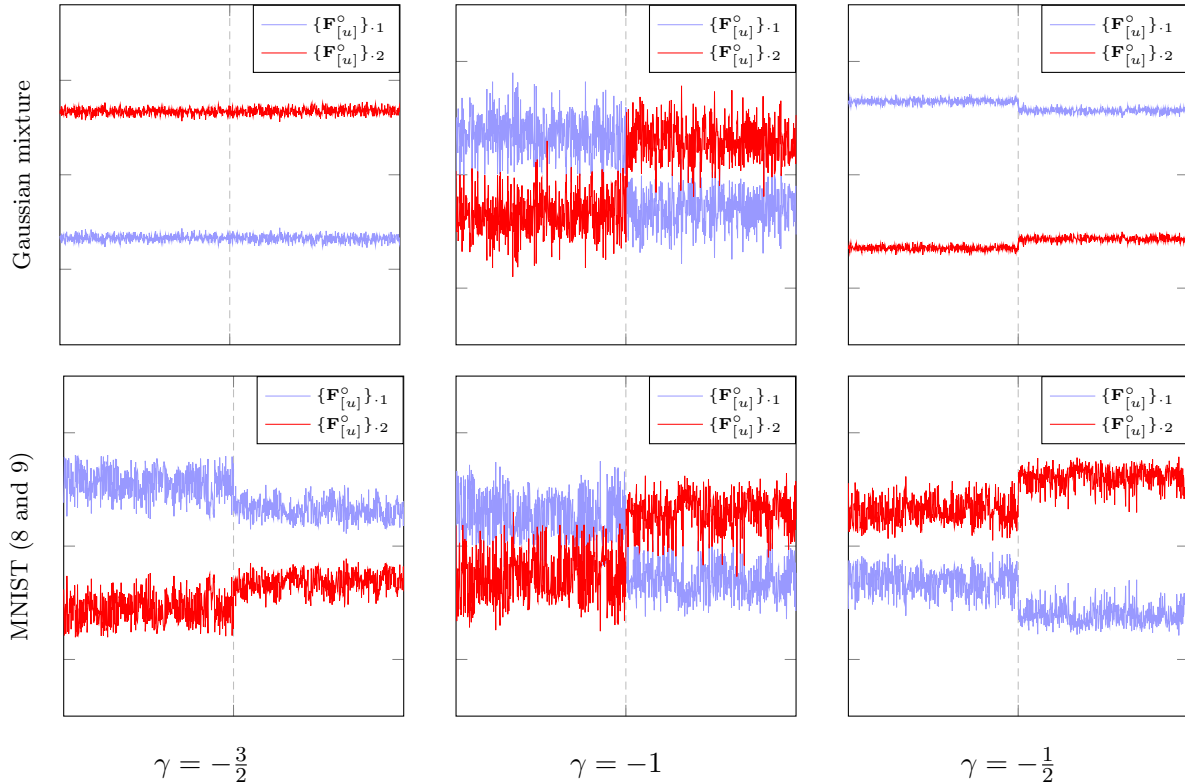 Gaussian mixture
{F°[u]}·1
{F°[u]}·2
{F°[u]}·1
{F°[u]}·2
{F°[u]}·1
{F°[u]}·2
MNIST (8 and 9)
{F°[u]}·1
{F°[u]}·2
{F°[u]}·1
{F°[u]}·2
{F°[u]}·1
{F°[u]}·2
γ = −3/2
γ = −1
γ = −1/2